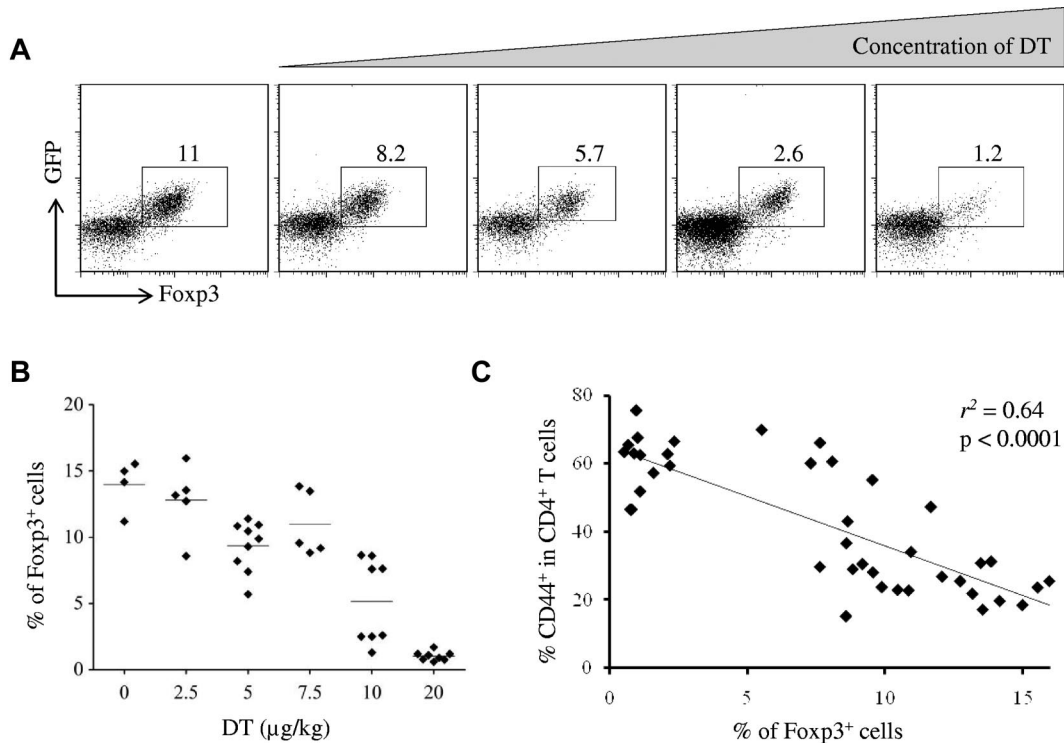 A
Concentration of DT
11
8.2
5.7
2.6
1.2
GFP
Foxp3
B
20
15
10
5
0
% of Foxp3⁺ cells
0 2.5 5 7.5 10 20
DT (µg/kg)
C
80
60
40
20
0
% CD44⁺ in CD4⁺ T cells
r² = 0.64
p < 0.0001
0 5 10 15
% of Foxp3⁺ cells